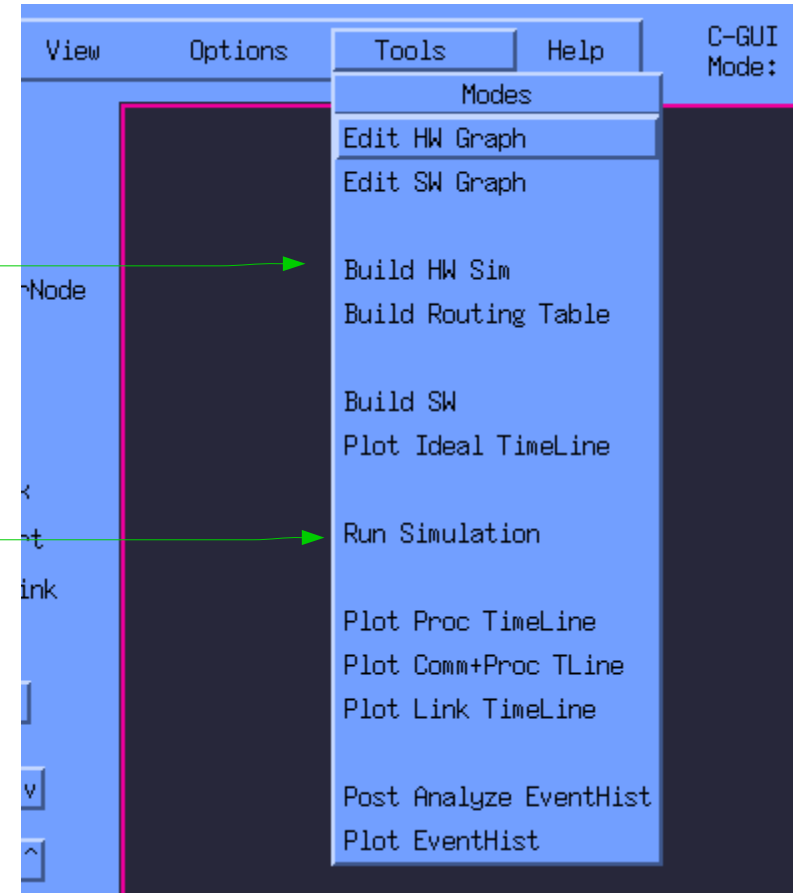 View Options Tools Help C-GUI
Mode:
Modes
Edit HW Graph
Edit SW Graph
Build HW Sim
rNode
Build Routing Table
Build SW
Plot Ideal TimeLine
Run Simulation
ink
Plot Proc TimeLine
Plot Comm+Proc TLine
Plot Link TimeLine
v
Post Analyze EventHist
^
Plot EventHist